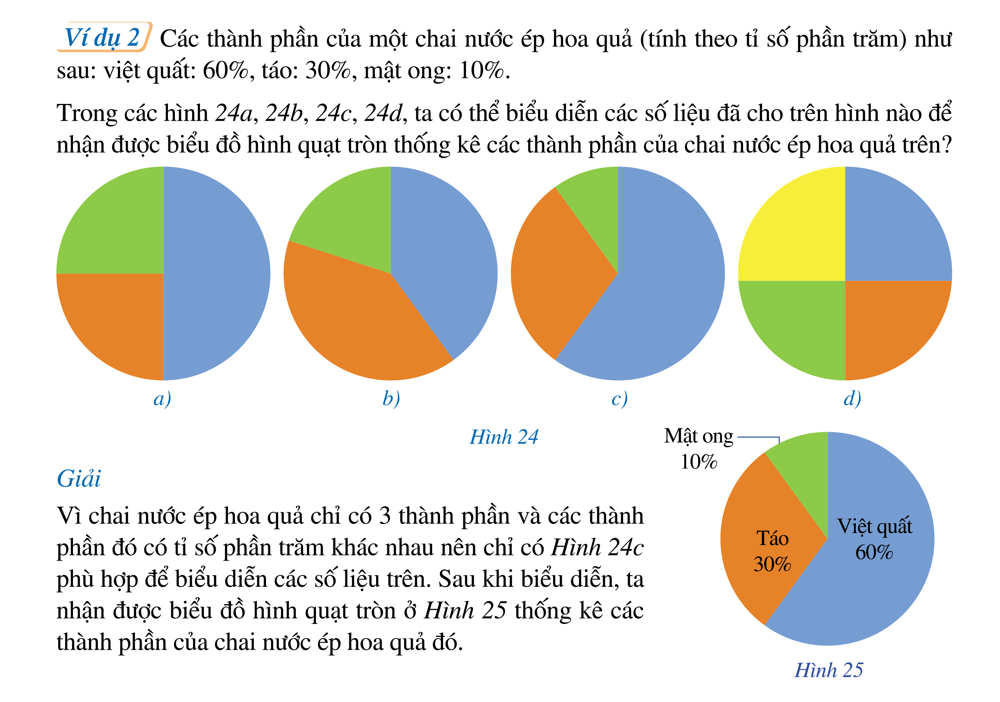 Ví dụ 2 Các thành phần của một chai nước ép hoa quả (tính theo tỉ số phần trăm) như
sau: việt quất: 60%, táo: 30%, mật ong: 10%.
Trong các hình 24a, 24b, 24c, 24d, ta có thể biểu diễn các số liệu đã cho trên hình nào để
nhận được biểu đồ hình quạt tròn thống kê các thành phần của chai nước ép hoa quả trên?
a)
b)
c)
d)
Hình 24
Giải
Vì chai nước ép hoa quả chỉ có 3 thành phần và các thành
phần đó có tỉ số phần trăm khác nhau nên chỉ có Hình 24c
phù hợp để biểu diễn các số liệu trên. Sau khi biểu diễn, ta
nhận được biểu đồ hình quạt tròn ở Hình 25 thống kê các
thành phần của chai nước ép hoa quả đó.
Mật ong
10%
Táo
30%
Việt quất
60%
Hình 25